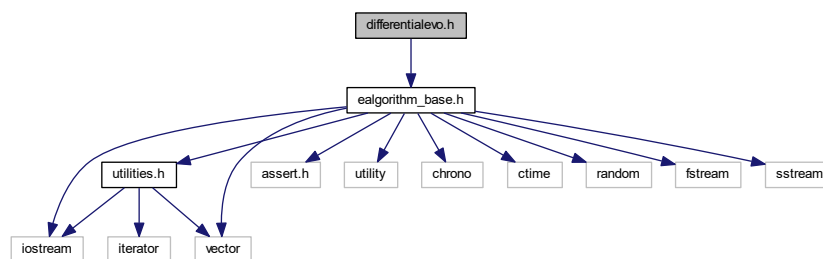 differentialevo.h
ealgorithm_base.h
utilities.h
assert.h
utility
chrono
ctime
random
fstream
sstream
iostream
iterator
vector